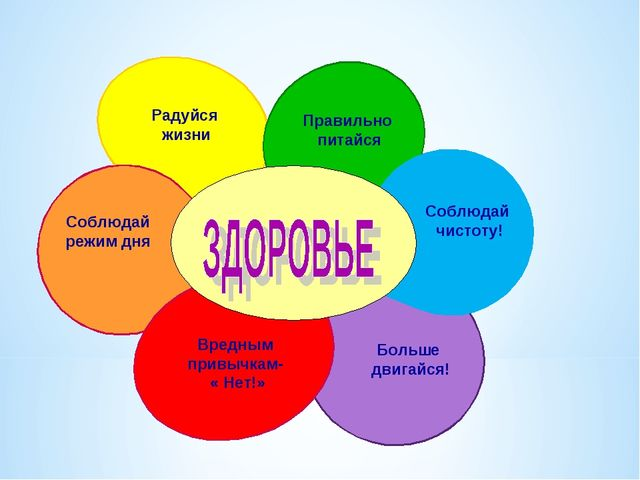 Радуйся
жизни
Правильно
питайся
Соблюдай
режим дня
ЗДОРОВЬЕ
Соблюдай
чистоту!
Вредным
привычкам-
« Нет!»
Больше
двигайся!